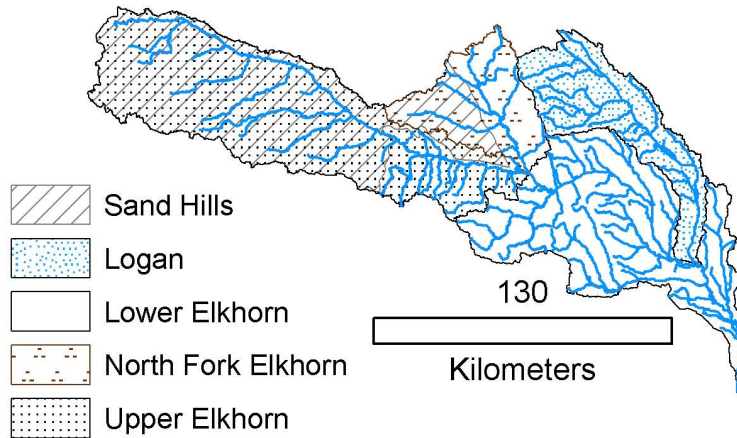 Sand Hills
Logan
Lower Elkhorn
North Fork Elkhorn
Upper Elkhorn
130
Kilometers